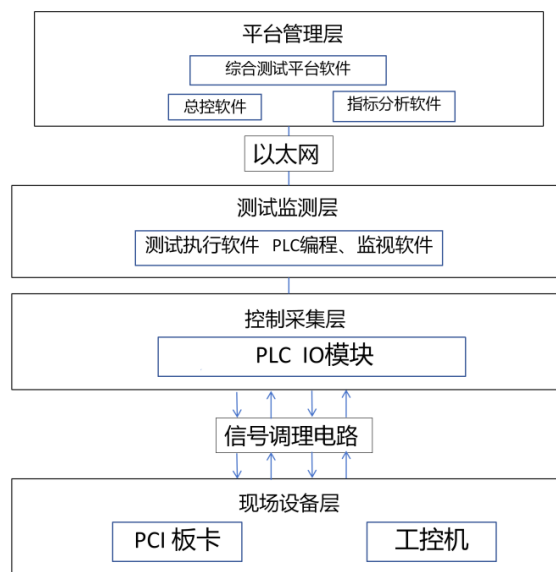 平台管理层
综合测试平台软件
总控软件
指标分析软件
以太网
测试监测层
测试执行软件 PLC编程、监视软件
控制采集层
PLC IO模块
信号调理电路
现场设备层
PCI 板卡
工控机